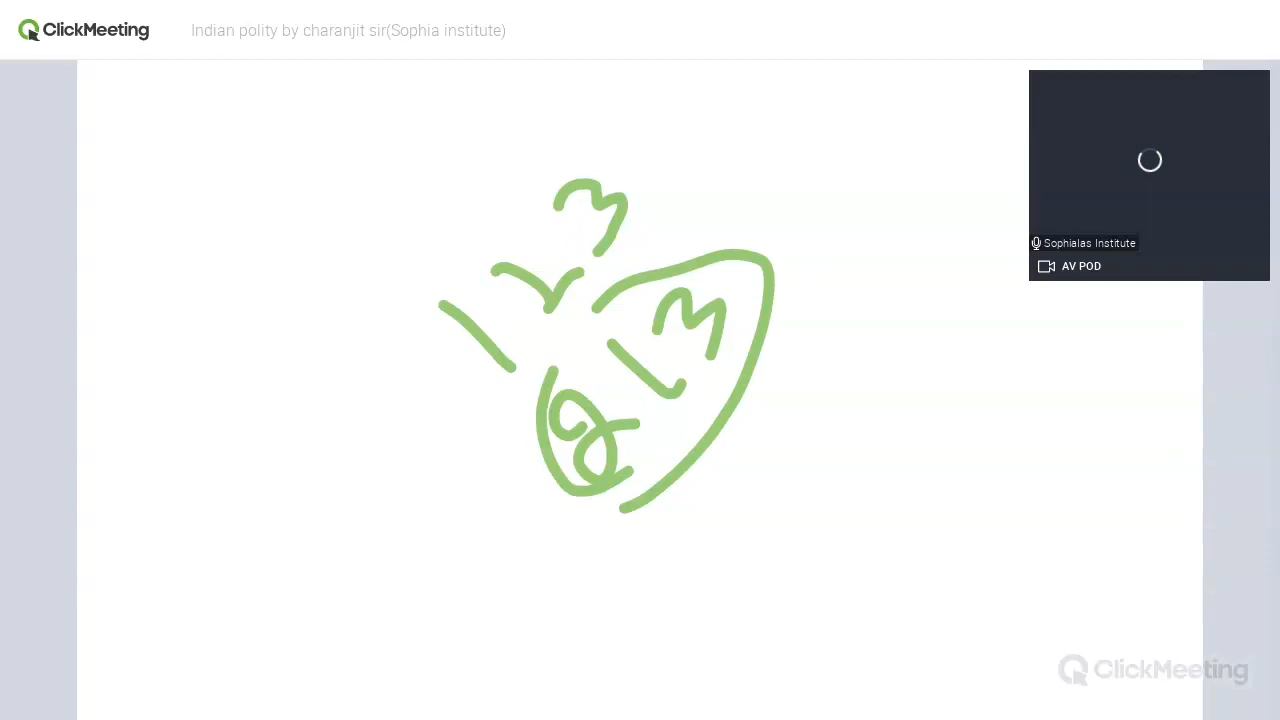 ClickMeeting Indian polity by charanjit sir(Sophia institute)
Sophialas Institute
AV POD
ClickMeeting